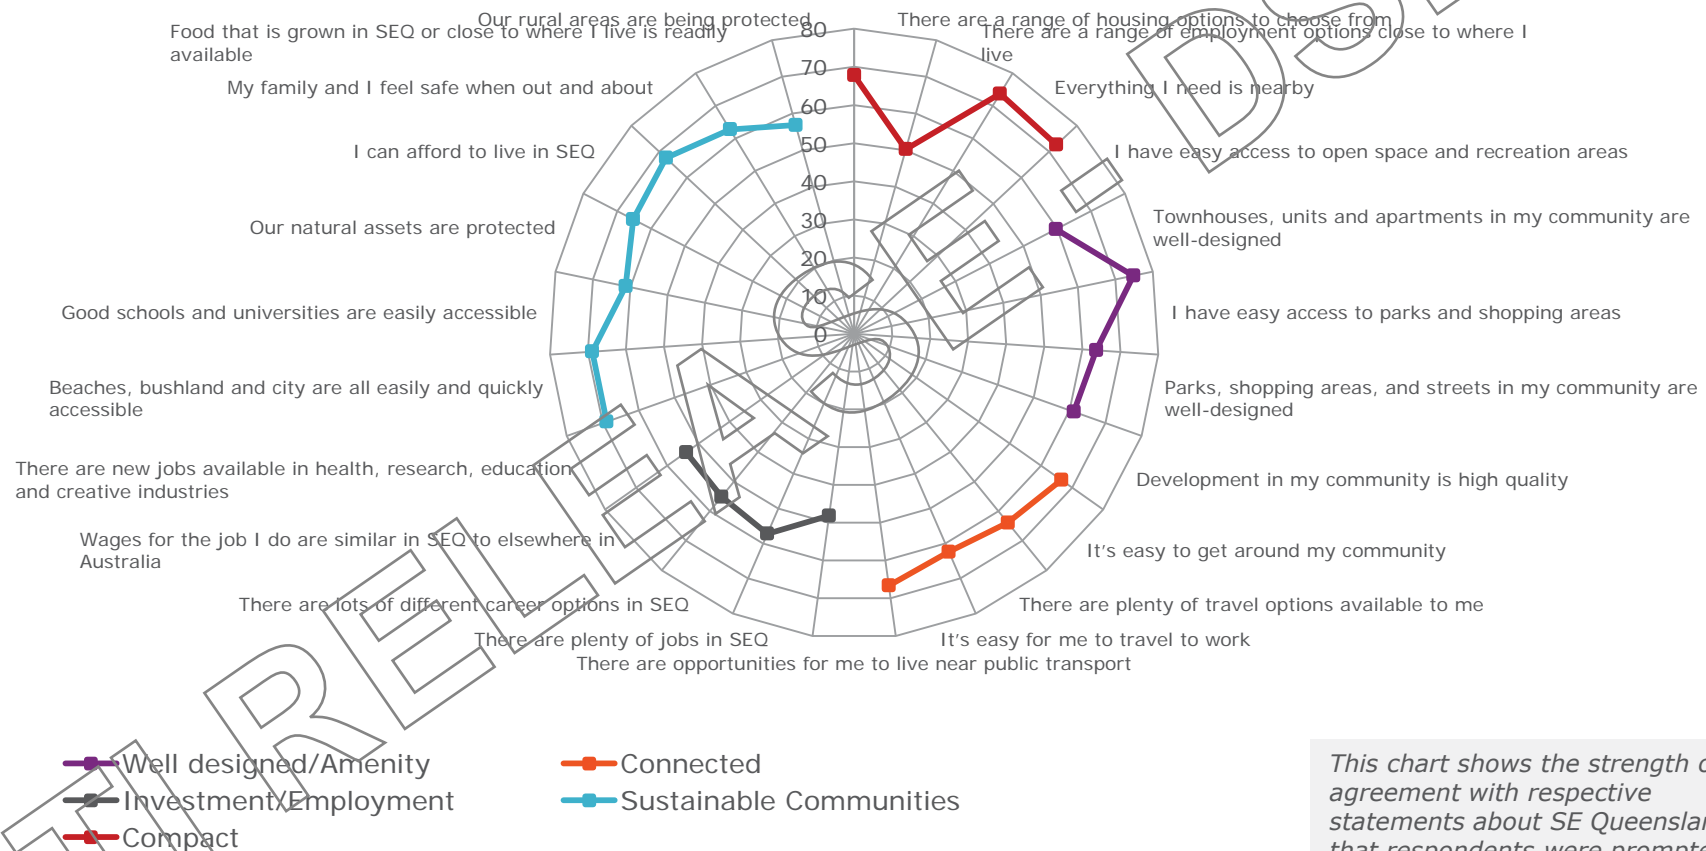 Our rural areas are being protected
There are a range of housing options to choose from
Food that is grown in SEQ or close to where I live is readily
available
There are a range of employment options close to where I
live
My family and I feel safe when out and about
Everything I need is nearby
I can afford to live in SEQ
I have easy access to open space and recreation areas
Our natural assets are protected
Townhouses, units and apartments in my community are
well-designed
Good schools and universities are easily accessible
I have easy access to parks and shopping areas
Beaches, bushland and city are all easily and quickly
accessible
Parks, shopping areas, and streets in my community are
well-designed
There are new jobs available in health, research, education
and creative industries
Development in my community is high quality
Wages for the job I do are similar in SEQ to elsewhere in
Australia
It's easy to get around my community
There are lots of different career options in SEQ
There are plenty of travel options available to me
There are plenty of jobs in SEQ
It's easy for me to travel to work
There are opportunities for me to live near public transport
80
70
60
50
40
30
20
10
0
Well designed/Amenity
Connected
Investment/Employment
Sustainable Communities
Compact
This chart shows the strength
agreement with respective
statements about SE
that respondents were
TI RELEASE - DS